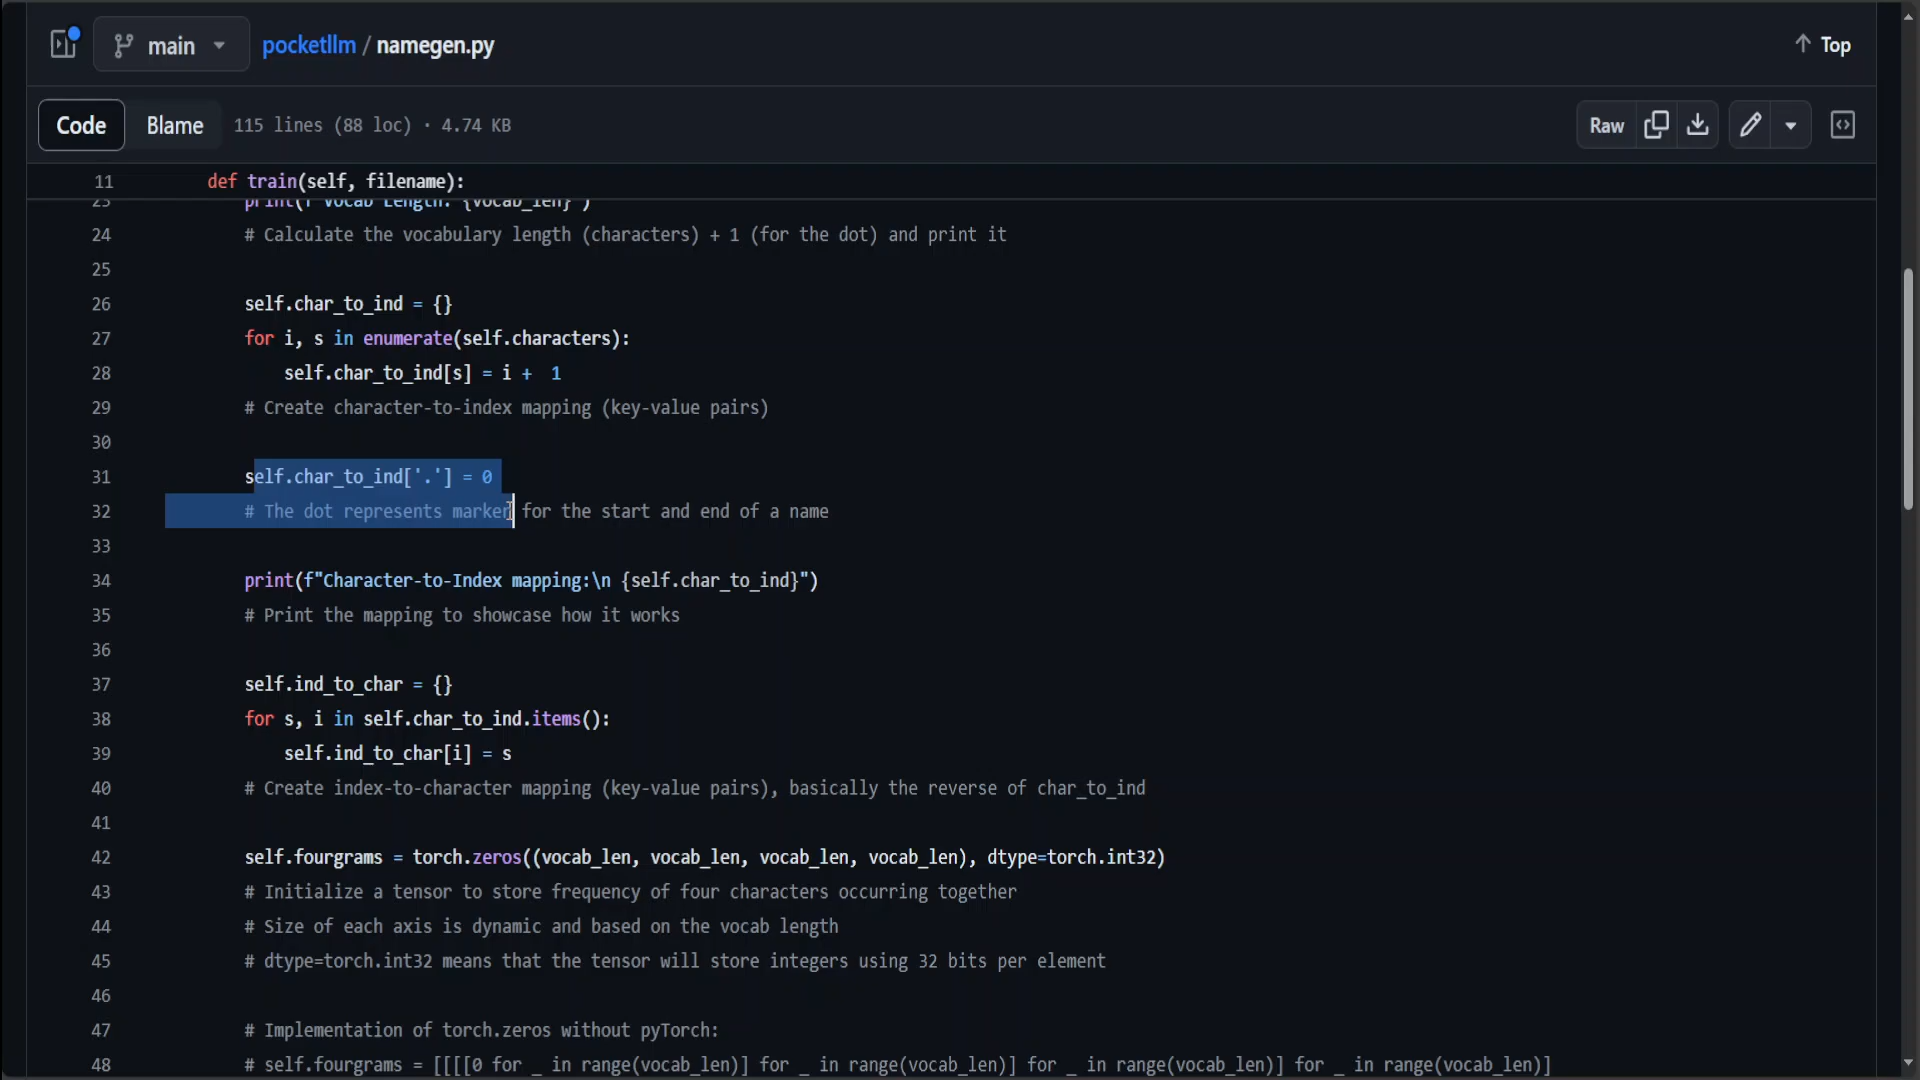 main pocketllm / namegen.py Top
Code Blame 115 lines (88 loc) · 4.74 KB Raw
11 def train(self, filename):
23 print(f"Vocab Length: {vocab_len}")
24 # Calculate the vocabulary length (characters) + 1 (for the dot) and print it
25
26 self.char_to_ind = {}
27 for i, s in enumerate(self.characters):
28 self.char_to_ind[s] = i +  1
29 # Create character-to-index mapping (key-value pairs)
30
31 self.char_to_ind['.'] = 0
32 # The dot represents marker for the start and end of a name
33
34 print(f"Character-to-Index mapping:\n {self.char_to_ind}")
35 # Print the mapping to showcase how it works
36
37 self.ind_to_char = {}
38 for s, i in self.char_to_ind.items():
39 self.ind_to_char[i] = s
40 # Create index-to-character mapping (key-value pairs), basically the reverse of char_to_ind
41
42 self.fourgrams = torch.zeros((vocab_len, vocab_len, vocab_len, vocab_len), dtype=torch.int32)
43 # Initialize a tensor to store frequency of four characters occurring together
44 # Size of each axis is dynamic and based on the vocab length
45 # dtype=torch.int32 means that the tensor will store integers using 32 bits per element
46
47 # Implementation of torch.zeros without pyTorch:
48 # self.fourgrams = [[[[0 for _ in range(vocab_len)] for _ in range(vocab_len)] for _ in range(vocab_len)] for _ in range(vocab_len)]